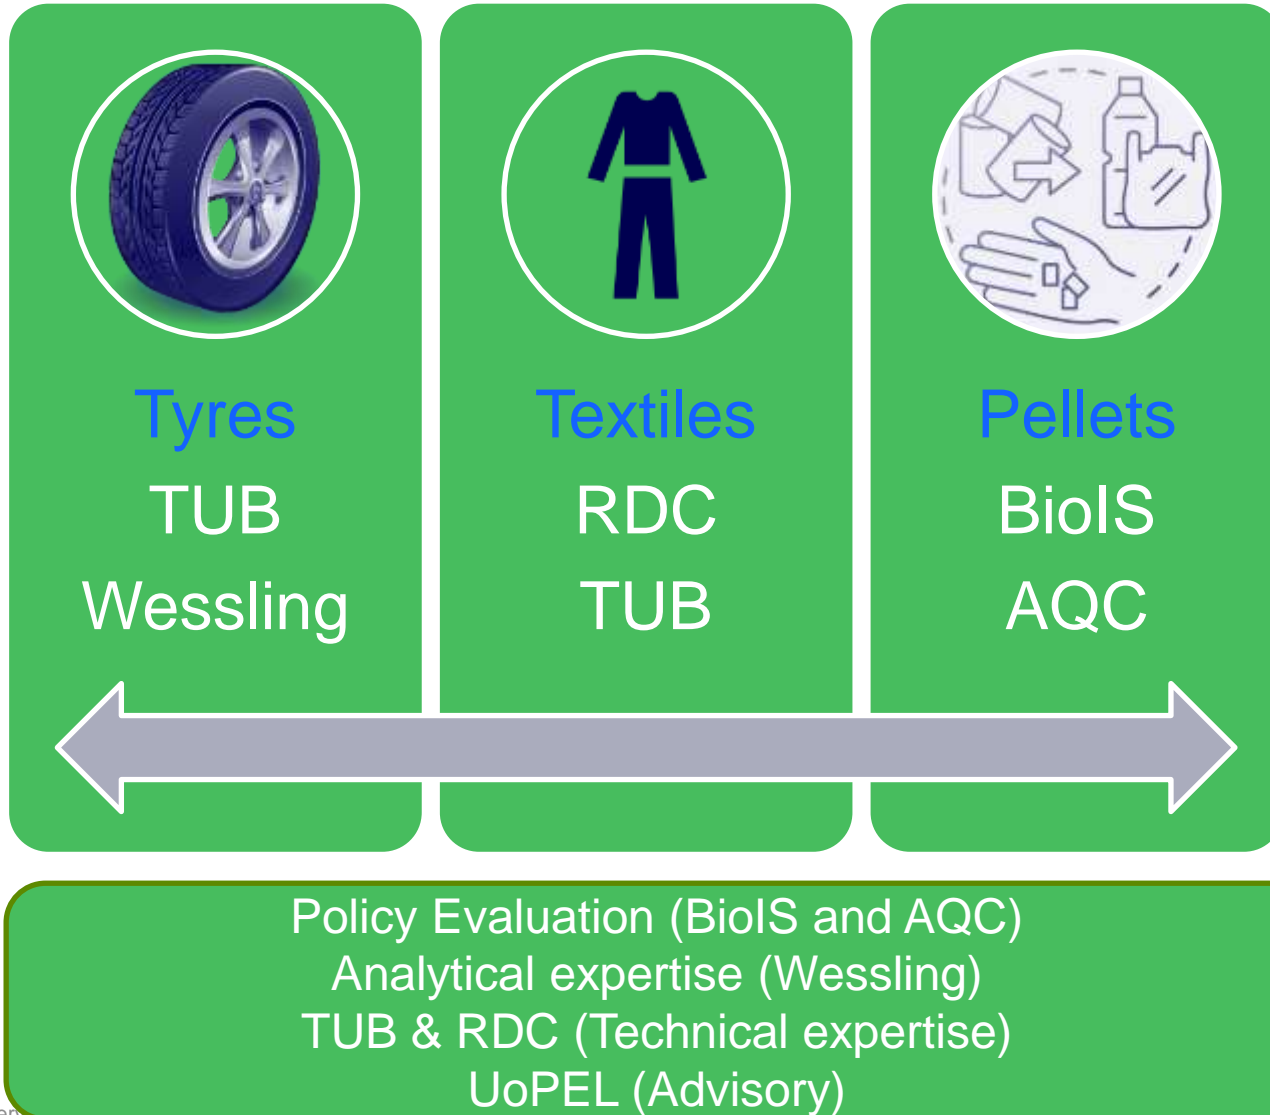 Tyres
TUB
Wessling
Textiles
RDC
TUB
Pellets
BioIS
AQC
Policy Evaluation (BioIS and AQC)
Analytical expertise (Wessling)
TUB & RDC (Technical expertise)
UoPEL (Advisory)